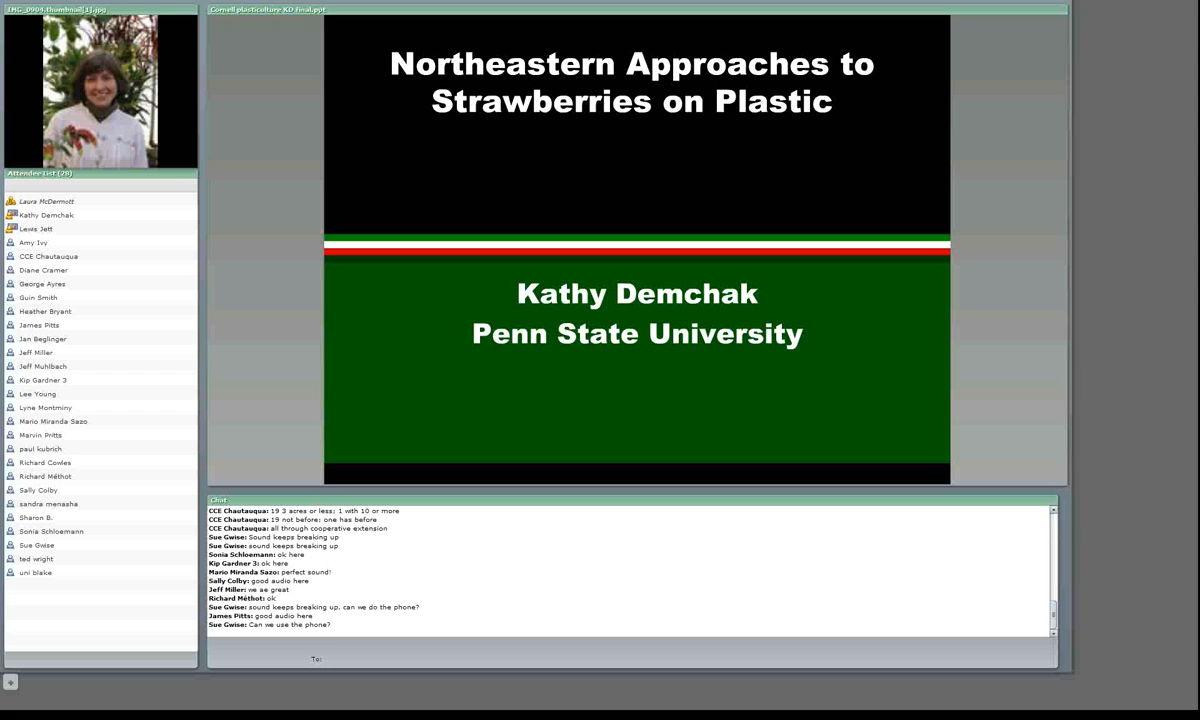 IMG_0904.thumbnail[1].jpg
Cornell plasticulture KD final.ppt
Northeastern Approaches to
Strawberries on Plastic
Kathy Demchak
Penn State University
Attendee List (28)
Laura McDermott
Kathy Demchak
Lewis Jett
Amy Ivy
CCE Chautauqua
Diane Cramer
George Ayres
Guin Smith
Heather Bryant
James Pitts
Jan Beglinger
Jeff Miller
Jeff Muhlbach
Kip Gardner 3
Lee Young
Lyne Montminy
Mario Miranda Sazo
Marvin Pritts
paul kubrich
Richard Cowles
Richard Méthot
Sally Colby
sandra menasha
Sharon B.
Sonia Schloemann
Sue Gwise
ted wright
uni blake
Chat
CCE Chautauqua: 19 3 acres or less; 1 with 10 or more
CCE Chautauqua: 19 not before; one has before
CCE Chautauqua: all through cooperative extension
Sue Gwise: Sound keeps breaking up
Sue Gwise: sound keeps breaking up
Sonia Schloemann: ok here
Kip Gardner 3: ok here
Mario Miranda Sazo: perfect sound!
Sally Colby: good audio here
Jeff Miller: we ae great
Richard Méthot: ok
Sue Gwise: sound keeps breaking up, can we do the phone?
James Pitts: good audio here
Sue Gwise: Can we use the phone?
To: